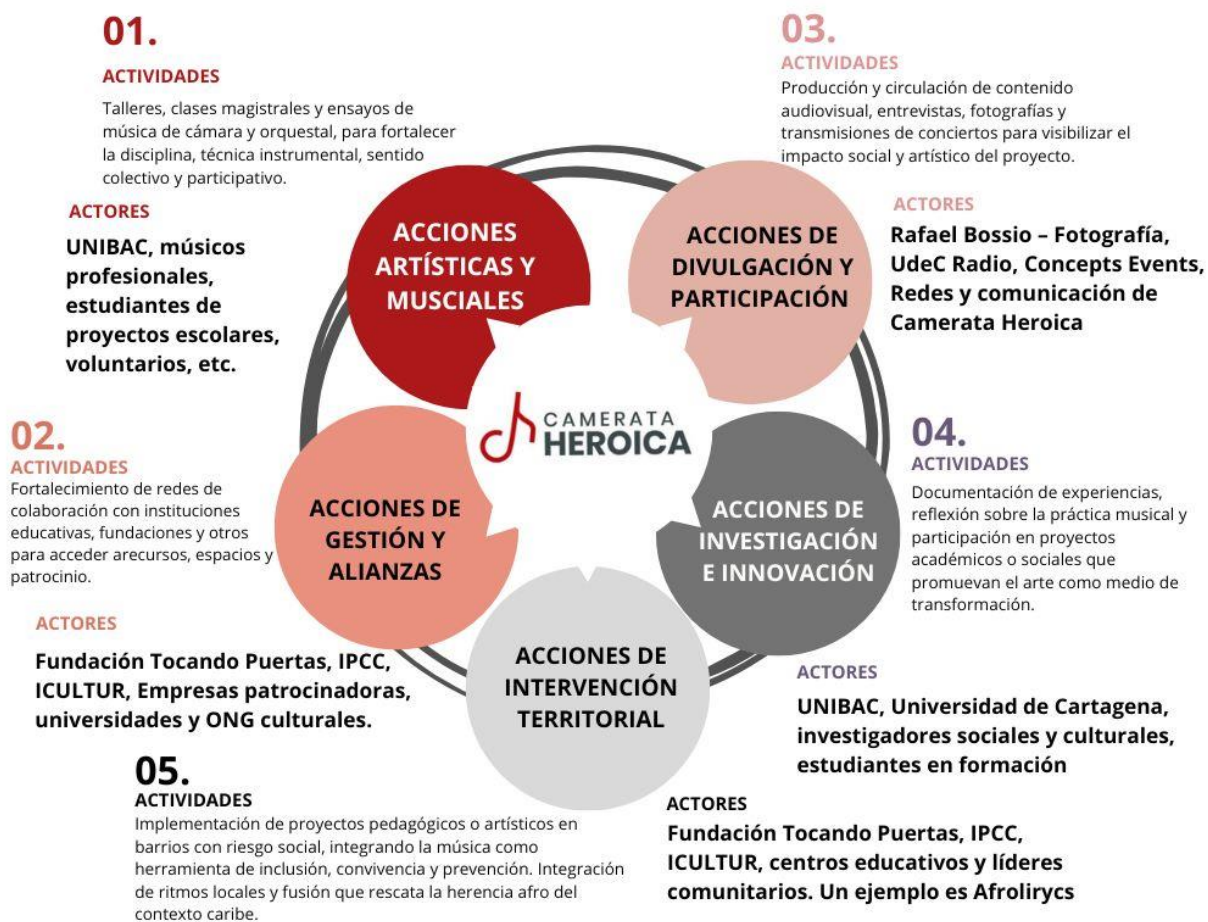 01.
ACTIVIDADES
Talleres, clases magistrales y ensayos de
música de cámara y orquestal, para fortalecer
la disciplina, técnica instrumental, sentido
colectivo y participativo.
ACTORES
UNIBAC, músicos
profesionales,
estudiantes de
proyectos escolares,
voluntarios, etc.
ACCIONES
ARTÍSTICAS Y
MUSCIALES
03.
ACTIVIDADES
Producción y circulación de contenido
audiovisual, entrevistas, fotografías y
transmisiones de conciertos para visibilizar el
impacto social y artístico del proyecto.
ACTORES
Rafael Bossio – Fotografía,
UdeC Radio, Concepts Events,
Redes y comunicación de
Camerata Heroica
ACCIONES DE
DIVULGACIÓN Y
PARTICIPACIÓN
CAMERATA
HEROICA
02.
ACTIVIDADES
Fortalecimiento de redes de
colaboración con instituciones
educativas, fundaciones y otros
para acceder arecursos, espacios y
patrocinio.
ACTORES
Fundación Tocando Puertas, IPCC,
ICULTUR, Empresas patrocinadoras,
universidades y ONG culturales.
ACCIONES DE
GESTIÓN Y
ALIANZAS
04.
ACTIVIDADES
Documentación de experiencias,
reflexión sobre la práctica musical y
participación en proyectos
académicos o sociales que
promuevan el arte como medio de
transformación.
ACTORES
UNIBAC, Universidad de Cartagena,
investigadores sociales y culturales,
estudiantes en formación
ACCIONES DE
INVESTIGACIÓN
E INNOVACIÓN
ACCIONES DE
INTERVENCIÓN
TERRITORIAL
05.
ACTIVIDADES
Implementación de proyectos pedagógicos o artísticos en
barrios con riesgo social, integrando la música como
herramienta de inclusión, convivencia y prevención. Integración
de ritmos locales y fusión que rescata la herencia afro del
contexto caribe.
ACTORES
Fundación Tocando Puertas, IPCC,
ICULTUR, centros educativos y líderes
comunitarios. Un ejemplo es Afrolirycs